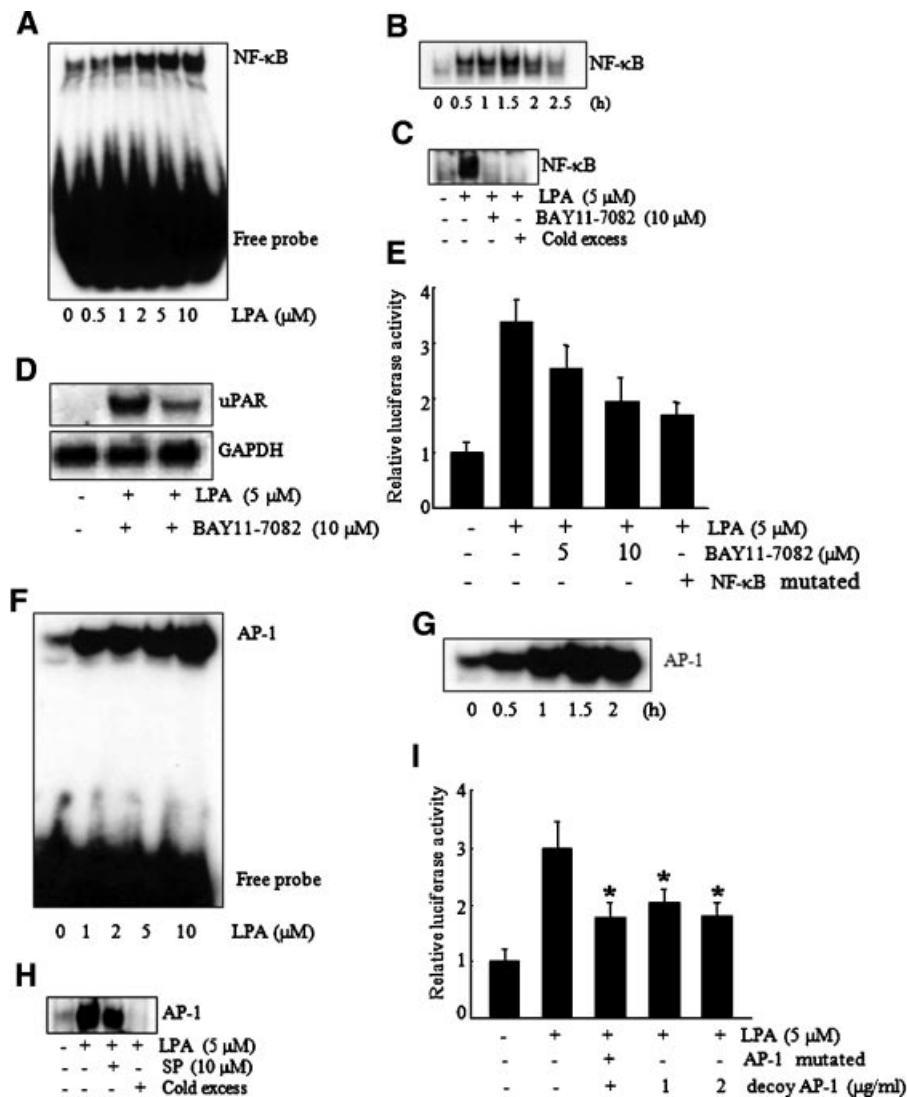 A
NF-κB
Free probe
0 0.5 1 2 5 10 LPA (μM)
B
NF-κB
0 0.5 1 1.5 2 2.5 (h)
C
NF-κB
- + + + LPA (5 μM)
- - + - BAY11-7082 (10 μM)
- - - + Cold excess
D
uPAR
GAPDH
- + + LPA (5 μM)
- + + BAY11-7082 (10 μM)
E
Relative luciferase activity
4
3
2
1
0
- + + + + LPA (5 μM)
- - 5 10 - BAY11-7082 (μM)
- - - - + NF-κB mutated
F
AP-1
Free probe
0 1 2 5 10 LPA (μM)
G
AP-1
0 0.5 1 1.5 2 (h)
H
AP-1
- + + + LPA (5 μM)
- - + - SP (10 μM)
- - - + Cold excess
I
Relative luciferase activity
4
3
2
1
0
* * *
- + + + + LPA (5 μM)
- - + - - AP-1 mutated
- - + 1 2 decoy AP-1 (μg/ml)